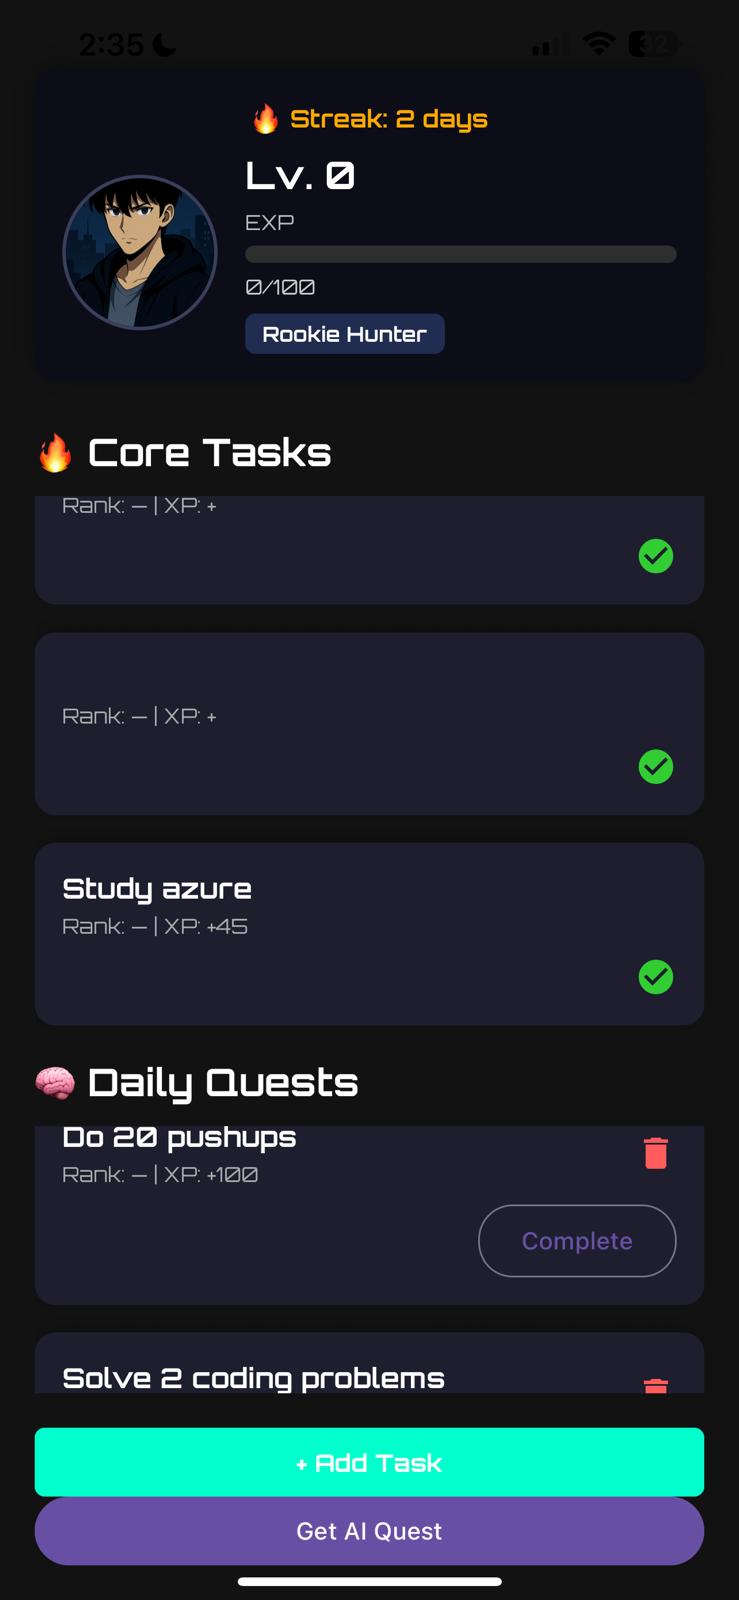 2:35
32
🔥 Streak: 2 days
Lv. 0
EXP
0/100
Rookie Hunter
🔥 Core Tasks
Rank: — | XP: +
Rank: — | XP: +
Study azure
Rank: — | XP: +45
🧠 Daily Quests
Do 20 pushups
Rank: — | XP: +100
Complete
Solve 2 coding problems
+ Add Task
Get AI Quest